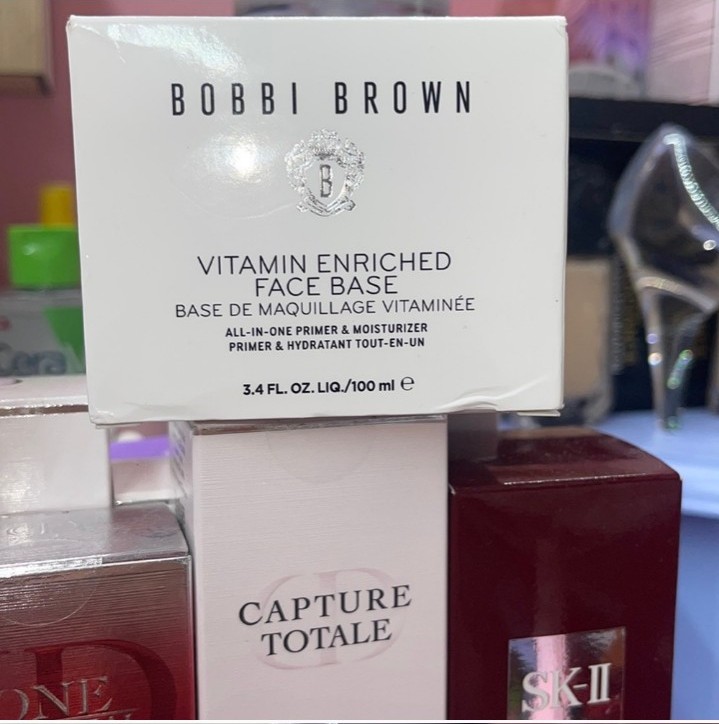 BOBBI BROWN
B
VITAMIN ENRICHED
FACE BASE
BASE DE MAQUILLAGE VITAMINÉE
ALL-IN-ONE PRIMER & MOISTURIZER
PRIMER & HYDRATANT TOUT-EN-UN
3.4 FL. OZ. LIQ./100 ml ℮
CAPTURE
TOTALE
ONE
SK-II